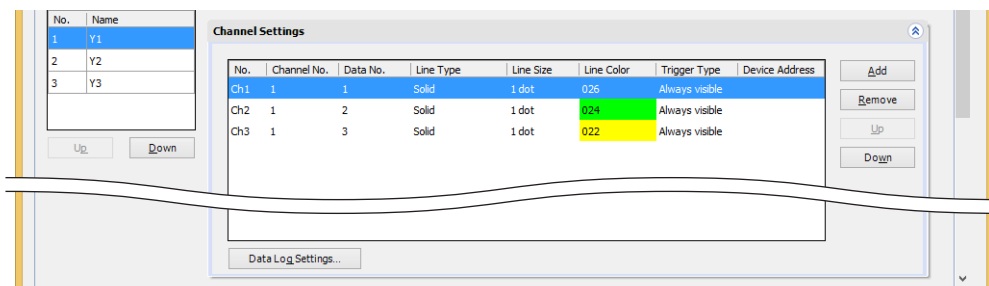 No. Name
1 Y1
2 Y2
3 Y3
Up Down
Channel Settings
No. Channel No. Data No. Line Type Line Size Line Color Trigger Type Device Address
Ch1 1 1 Solid 1 dot 026 Always visible
Ch2 1 2 Solid 1 dot 024 Always visible
Ch3 1 3 Solid 1 dot 022 Always visible
Add
Remove
Up
Down
Data Log Settings...